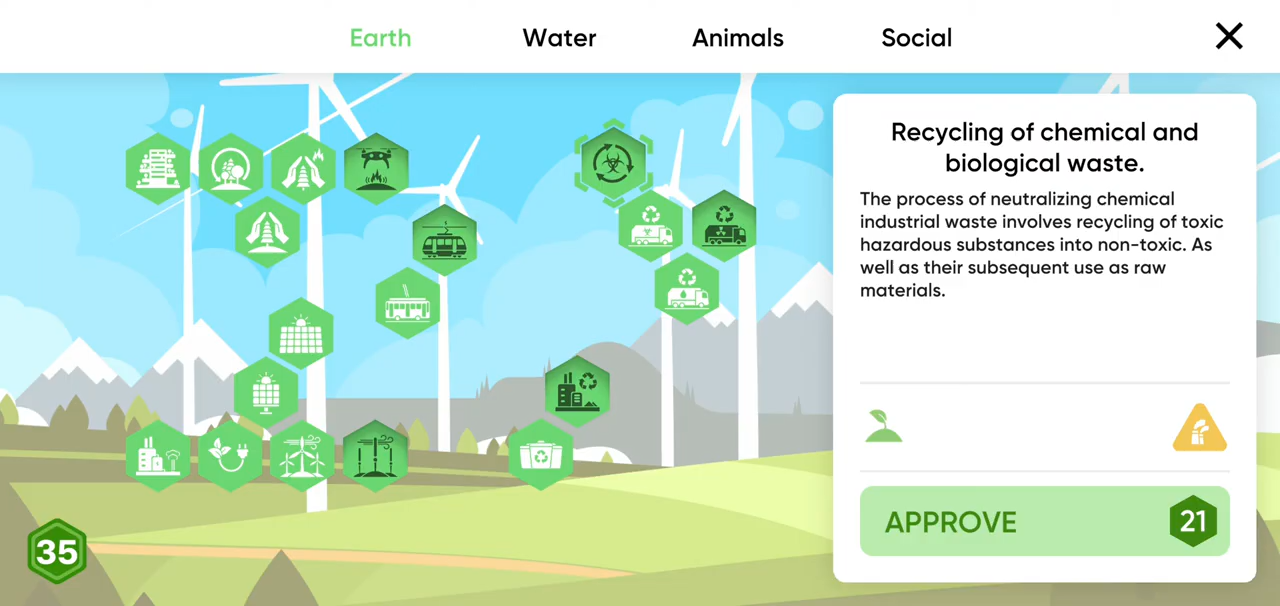 Earth Water Animals Social
Recycling of chemical and
biological waste.
The process of neutralizing chemical
industrial waste involves recycling of toxic
hazardous substances into non-toxic. As
well as their subsequent use as raw
materials.
APPROVE 21
35